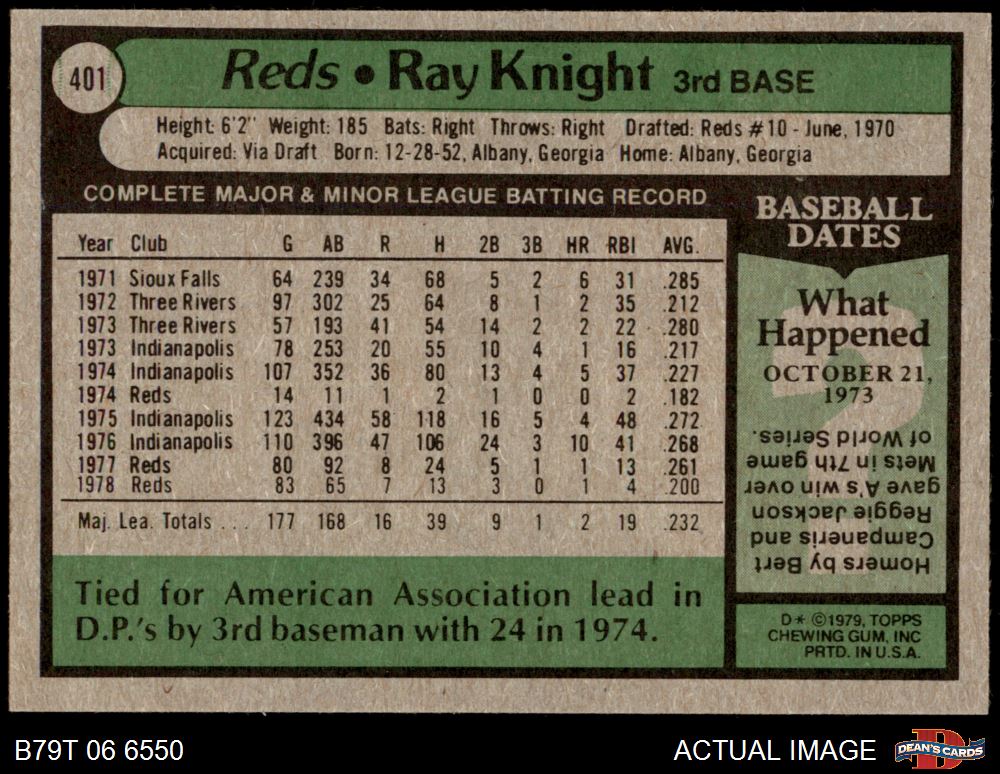 401
Reds • Ray Knight 3rd BASE
Height: 6'2" Weight: 185 Bats: Right Throws: Right Drafted: Reds #10 - June, 1970
Acquired: Via Draft Born: 12-28-52, Albany, Georgia Home: Albany, Georgia
COMPLETE MAJOR & MINOR LEAGUE BATTING RECORD
Year Club G AB R H 2B 3B HR RBI AVG.
1971 Sioux Falls 64 239 34 68 5 2 6 31 .285
1972 Three Rivers 97 302 25 64 8 1 2 35 .212
1973 Three Rivers 57 193 41 54 14 2 2 22 .280
1973 Indianapolis 78 253 20 55 10 4 1 16 .217
1974 Indianapolis 107 352 36 80 13 4 5 37 .227
1974 Reds 14 11 1 2 1 0 0 2 .182
1975 Indianapolis 123 434 58 118 16 5 4 48 .272
1976 Indianapolis 110 396 47 106 24 3 10 41 .268
1977 Reds 80 92 8 24 5 1 1 13 .261
1978 Reds 83 65 7 13 3 0 1 4 .200
Maj. Lea. Totals ... 177 168 16 39 9 1 2 19 .232
Tied for American Association lead in
D.P.'s by 3rd baseman with 24 in 1974.
BASEBALL
DATES
What
Happened
OCTOBER 21,
1973
Homers by Bert
Campaneris and
Reggie Jackson
gave A's win over
Mets in 7th game
of World Series.
D* ©1979, TOPPS
CHEWING GUM, INC
PRTD. IN U.S.A.
B79T 06 6550
ACTUAL IMAGE
D
DEAN'S CARDS